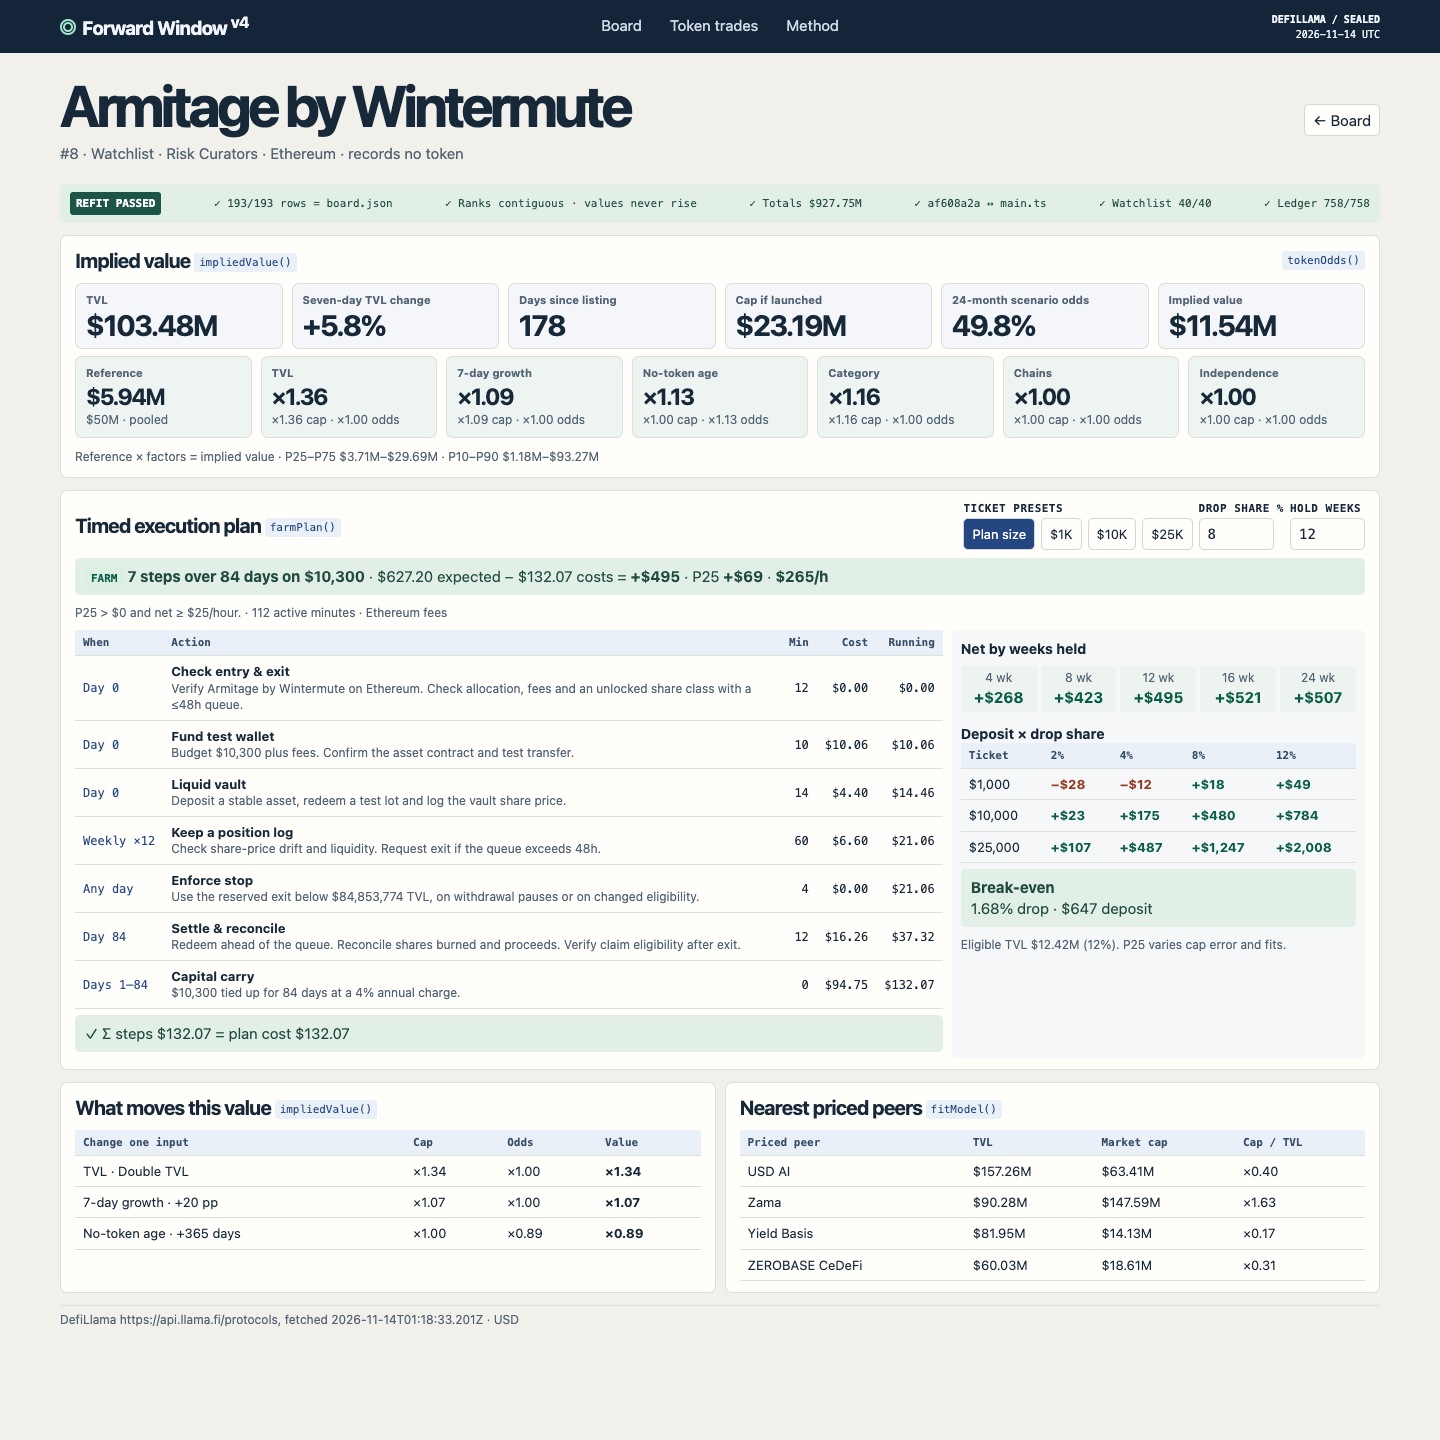 Forward Window v4
Board Token trades Method
DEFILLAMA / SEALED
2026–11–14 UTC
Armitage by Wintermute
← Board
#8 · Watchlist · Risk Curators · Ethereum · records no token
REFIT PASSED ✓ 193/193 rows = board.json ✓ Ranks contiguous · values never rise ✓ Totals $927.75M ✓ af608a2a ↔ main.ts ✓ Watchlist 40/40 ✓ Ledger 758/758
Implied value impliedValue() tokenOdds()
TVL Seven-day TVL change Days since listing Cap if launched 24-month scenario odds Implied value
$103.48M +5.8% 178 $23.19M 49.8% $11.54M
Reference TVL 7-day growth No-token age Category Chains Independence
$5.94M ×1.36 ×1.09 ×1.13 ×1.16 ×1.00 ×1.00
$50M · pooled ×1.36 cap · ×1.00 odds ×1.09 cap · ×1.00 odds ×1.00 cap · ×1.13 odds ×1.16 cap · ×1.00 odds ×1.00 cap · ×1.00 odds ×1.00 cap · ×1.00 odds
Reference × factors = implied value · P25–P75 $3.71M–$29.69M · P10–P90 $1.18M–$93.27M
Timed execution plan farmPlan()
TICKET PRESETS DROP SHARE % HOLD WEEKS
Plan size $1K $10K $25K 8 12
FARM 7 steps over 84 days on $10,300 · $627.20 expected − $132.07 costs = +$495 · P25 +$69 · $265/h
P25 > $0 and net ≥ $25/hour. · 112 active minutes · Ethereum fees
When Action Min Cost Running
Day 0 Check entry & exit 12 $0.00 $0.00
Verify Armitage by Wintermute on Ethereum. Check allocation, fees and an unlocked share class with a
≤48h queue.
Day 0 Fund test wallet 10 $10.06 $10.06
Budget $10,300 plus fees. Confirm the asset contract and test transfer.
Day 0 Liquid vault 14 $4.40 $14.46
Deposit a stable asset, redeem a test lot and log the vault share price.
Weekly ×12 Keep a position log 60 $6.60 $21.06
Check share-price drift and liquidity. Request exit if the queue exceeds 48h.
Any day Enforce stop 4 $0.00 $21.06
Use the reserved exit below $84,853,774 TVL, on withdrawal pauses or on changed eligibility.
Day 84 Settle & reconcile 12 $16.26 $37.32
Redeem ahead of the queue. Reconcile shares burned and proceeds. Verify claim eligibility after exit.
Days 1–84 Capital carry 0 $94.75 $132.07
$10,300 tied up for 84 days at a 4% annual charge.
✓ Σ steps $132.07 = plan cost $132.07
Net by weeks held
4 wk 8 wk 12 wk 16 wk 24 wk
+$268 +$423 +$495 +$521 +$507
Deposit × drop share
Ticket 2% 4% 8% 12%
$1,000 −$28 −$12 +$18 +$49
$10,000 +$23 +$175 +$480 +$784
$25,000 +$107 +$487 +$1,247 +$2,008
Break-even
1.68% drop · $647 deposit
Eligible TVL $12.42M (12%). P25 varies cap error and fits.
What moves this value impliedValue()
Change one input Cap Odds Value
TVL · Double TVL ×1.34 ×1.00 ×1.34
7-day growth · +20 pp ×1.07 ×1.00 ×1.07
No-token age · +365 days ×1.00 ×0.89 ×0.89
Nearest priced peers fitModel()
Priced peer TVL Market cap Cap / TVL
USD AI $157.26M $63.41M ×0.40
Zama $90.28M $147.59M ×1.63
Yield Basis $81.95M $14.13M ×0.17
ZEROBASE CeDeFi $60.03M $18.61M ×0.31
DefiLlama https://api.llama.fi/protocols, fetched 2026-11-14T01:18:33.201Z · USD